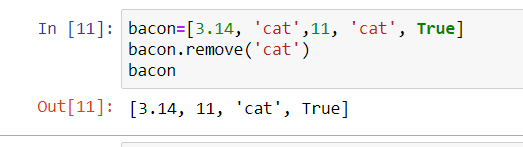 In [11]: bacon=[3.14, 'cat',11, 'cat', True]
bacon.remove('cat')
bacon
Out[11]: [3.14, 11, 'cat', True]